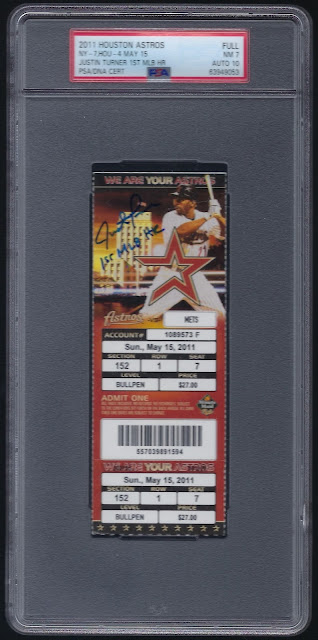 2011 HOUSTON ASTROS FULL
NY - 7, HOU - 4 MAY 15 NM 7
JUSTIN TURNER 1ST MLB HR AUTO 10
PSA/DNA CERT PSA 63949053
WE ARE YOUR ASTROS
1st MLB HR
Astros METS
ACCOUNT# 1089573 F
Sun., May 15, 2011
SECTION ROW SEAT
152 1 7
LEVEL PRICE
BULLPEN $27.00
ADMIT ONE
557039891594
WE ARE YOUR ASTROS
Sun., May 15, 2011
SECTION ROW SEAT
152 1 7
LEVEL PRICE
BULLPEN $27.00
PSA